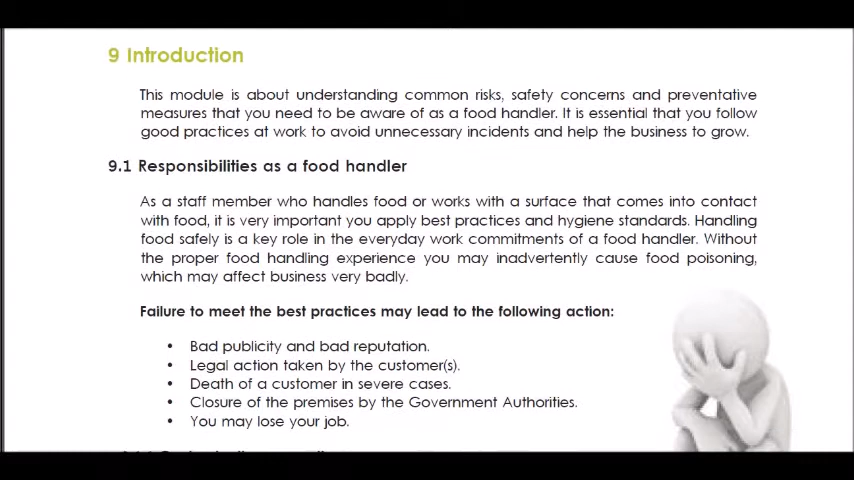 9 Introduction
This module is about understanding common risks, safety concerns and preventative
measures that you need to be aware of as a food handler. It is essential that you follow
good practices at work to avoid unnecessary incidents and help the business to grow.
9.1 Responsibilities as a food handler
As a staff member who handles food or works with a surface that comes into contact
with food, it is very important you apply best practices and hygiene standards. Handling
food safely is a key role in the everyday work commitments of a food handler. Without
the proper food handling experience you may inadvertently cause food poisoning,
which may affect business very badly.
Failure to meet the best practices may lead to the following action:
• Bad publicity and bad reputation.
• Legal action taken by the customer(s).
• Death of a customer in severe cases.
• Closure of the premises by the Government Authorities.
• You may lose your job.